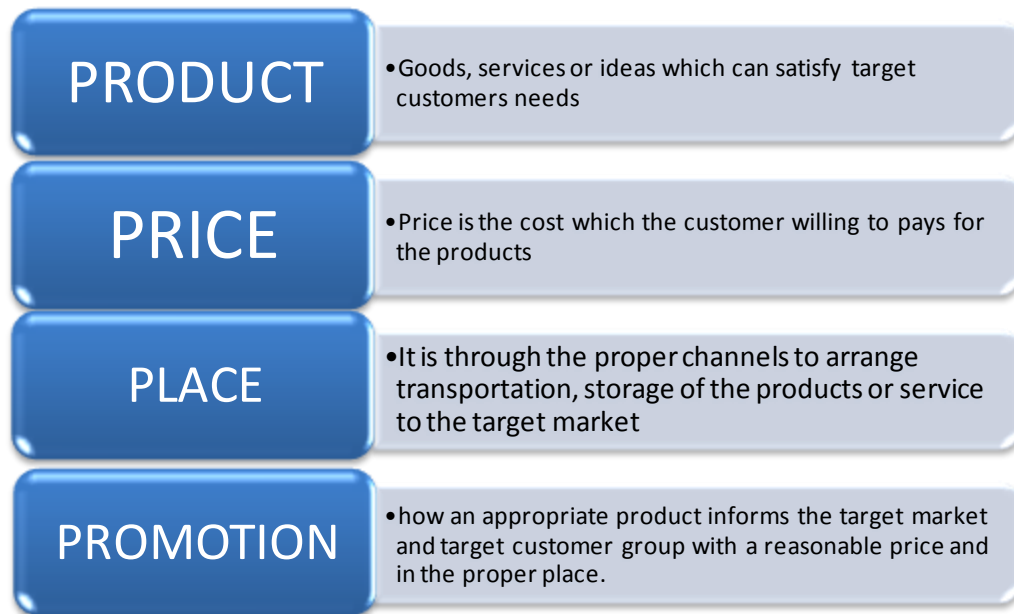 PRODUCT
•Goods, services or ideas which can satisfy target
customers needs
PRICE
•Price is the cost which the customer willing to pays for
the products
PLACE
•It is through the proper channels to arrange
transportation, storage of the products or service
to the target market
PROMOTION
•how an appropriate product informs the target market
and target customer group with a reasonable price and
in the proper place.